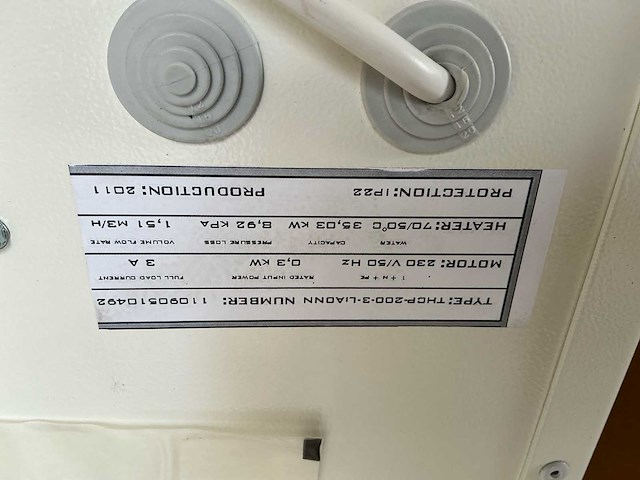 TYPE: THCP-200-3-LIAONN NUMBER: 11090510492
1 + N + PE RATED INPUT POWER FULL LOAD CURRENT
MOTOR: 230 V/50 Hz 0,3 kW 3 A
WATER CAPACITY PRESSURE LOSS VOLUME FLOW RATE
HEATER: 70/50°C 35,03 kW 8,92 KPA 1,51 M3/H
PROTECTION: IP22 PRODUCTION: 2011